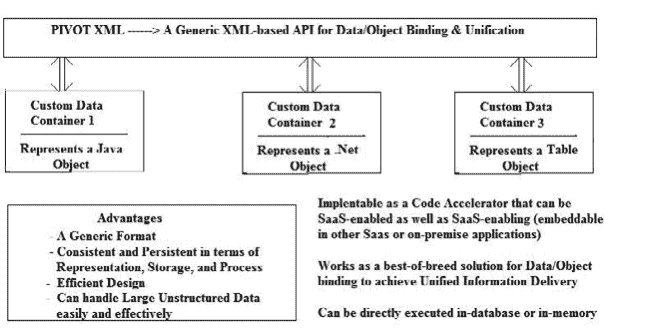 PIVOT XML ------> A Generic XML-based API for Data/Object Binding & Unification
Custom Data
Container 1
Represents a Java
Object
Custom Data
Container 2
Represents a .Net
Object
Custom Data
Container 3
Represents a Table
Object
Advantages
- A Generic Format
- Consistent and Persistent in terms of
Representation, Storage, and Process
- Efficient Design
- Can handle Large Unstructured Data
easily and effectively
Implentable as a Code Accelerator that can be
SaaS-enabled as well as SaaS-enabling (embeddable
in other Saas or on-premise applications)
Works as a best-of-breed solution for Data/Object
binding to achieve Unified Information Delivery
Can be directly executed in-database or in-memory